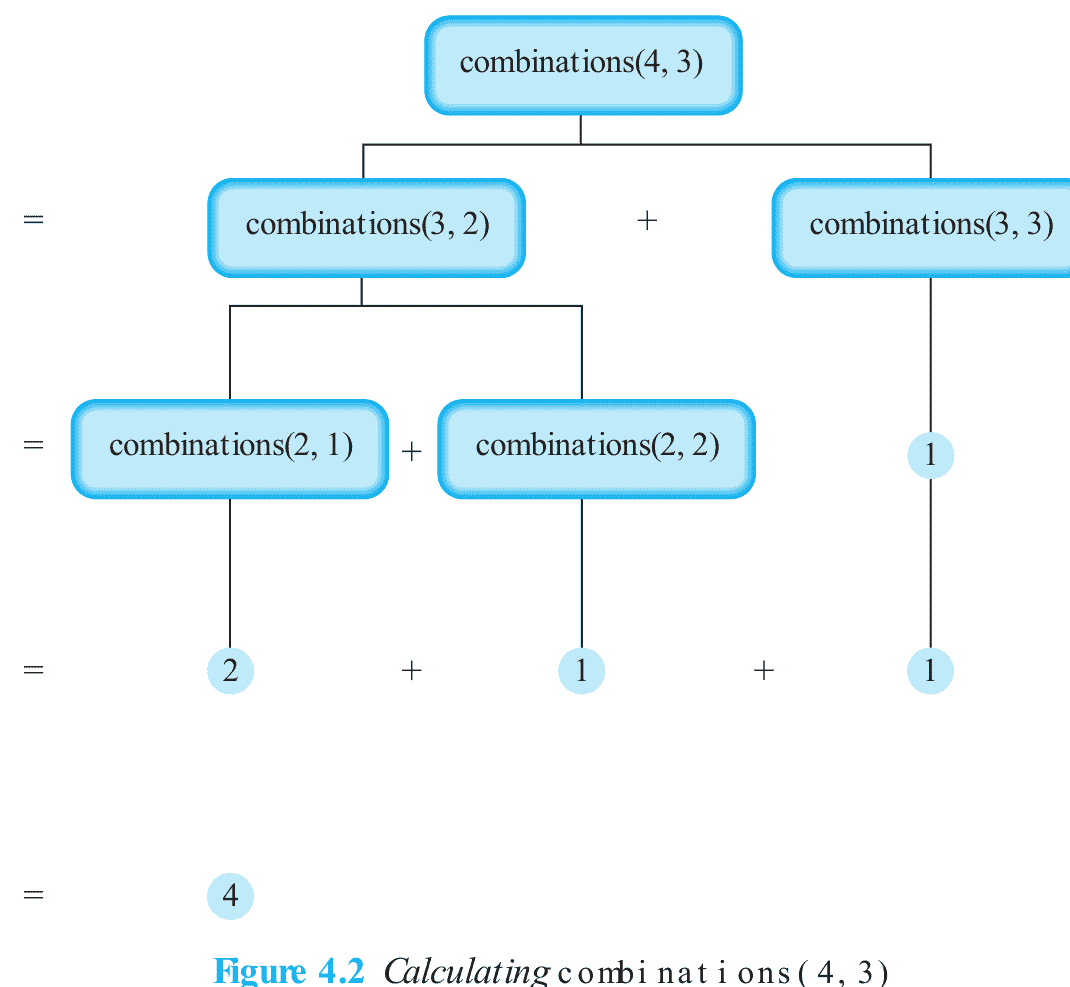 combinations(4, 3)
= combinations(3, 2) + combinations(3, 3)
= combinations(2, 1) + combinations(2, 2) 1
= 2 + 1 + 1
= 4
Figure 4.2 Calculating combinations(4, 3)